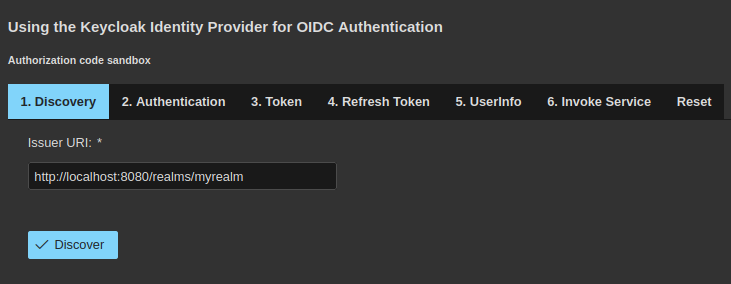 Using the Keycloak Identity Provider for OIDC Authentication
Authorization code sandbox
1. Discovery 2. Authentication 3. Token 4. Refresh Token 5. UserInfo 6. Invoke Service Reset
Issuer URI: *
http://localhost:8080/realms/myrealm
Discover